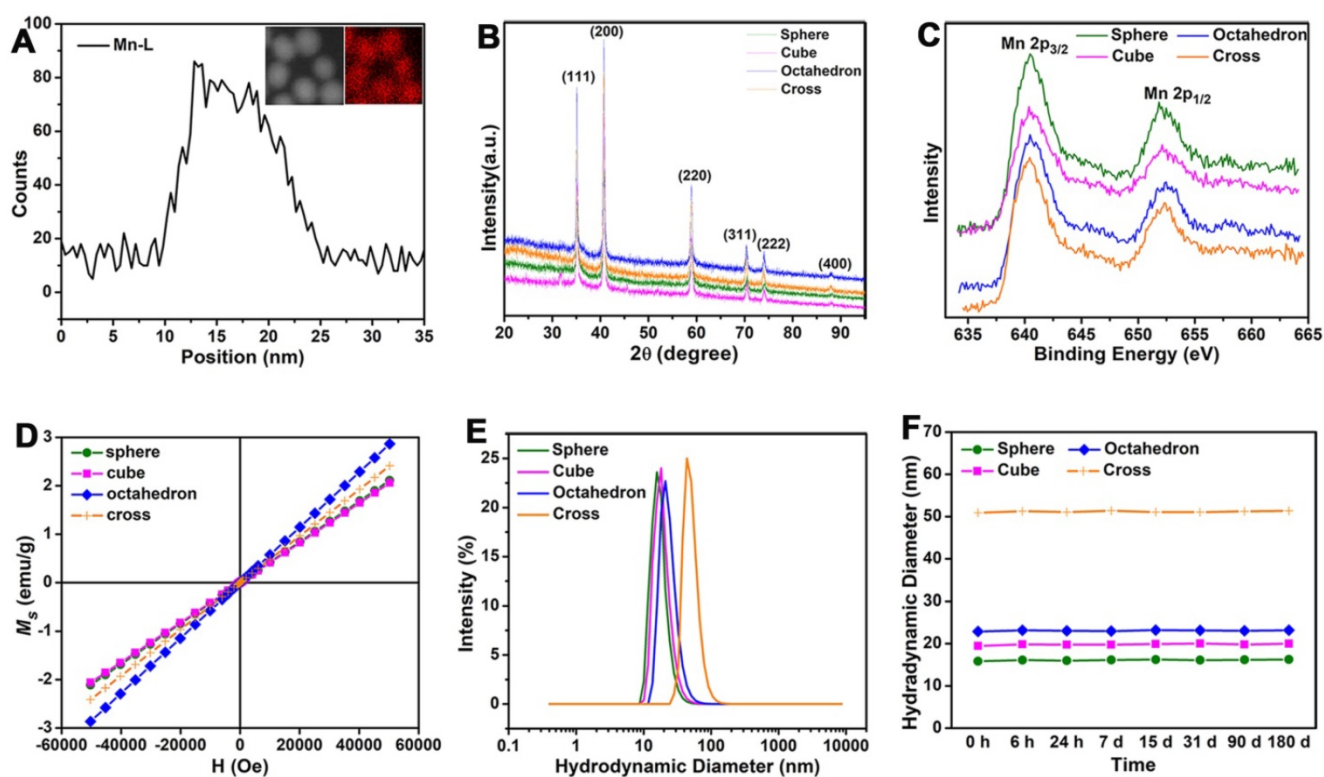 A
Mn-L
100
80
60
40
20
0
Counts
0 5 10 15 20 25 30 35
Position (nm)
B
(111)
(200)
(220)
(311)
(222)
(400)
Sphere
Cube
Octahedron
Cross
Intensity(a.u.)
20 30 40 50 60 70 80 90
2θ (degree)
C
Mn 2p3/2
Mn 2p1/2
Sphere Octahedron
Cube Cross
Intensity
635 640 645 650 655 660 665
Binding Energy (eV)
D
sphere
cube
octahedron
cross
3
2
1
0
-1
-2
-3
Ms (emu/g)
-60000 -40000 -20000 0 20000 40000 60000
H (Oe)
E
Sphere
Cube
Octahedron
Cross
25
20
15
10
5
0
Intensity (%)
0.1 1 10 100 1000 10000
Hydrodynamic Diameter (nm)
F
Sphere Octahedron
Cube Cross
70
60
50
40
30
20
10
0
Hydradynamic Diameter (nm)
0 h 6 h 24 h 7 d 15 d 31 d 90 d 180 d
Time